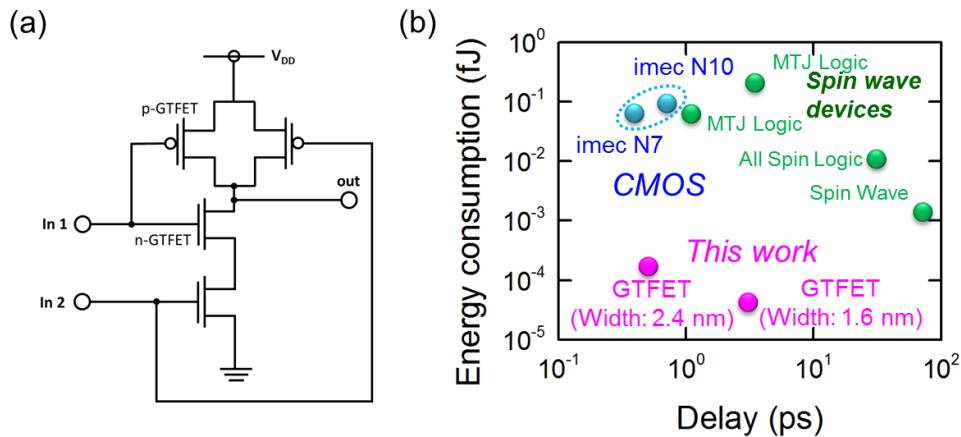 (a)
V_DD
p-GTFET
out
In 1
n-GTFET
In 2
(b)
Energy consumption (fJ)
10^0
10^-1
10^-2
10^-3
10^-4
10^-5
imec N10
MTJ Logic
Spin wave
devices
imec N7
MTJ Logic
CMOS
All Spin Logic
Spin Wave
This work
GTFET
(Width: 2.4 nm)
GTFET
(Width: 1.6 nm)
10^-1
10^0
10^1
10^2
Delay (ps)